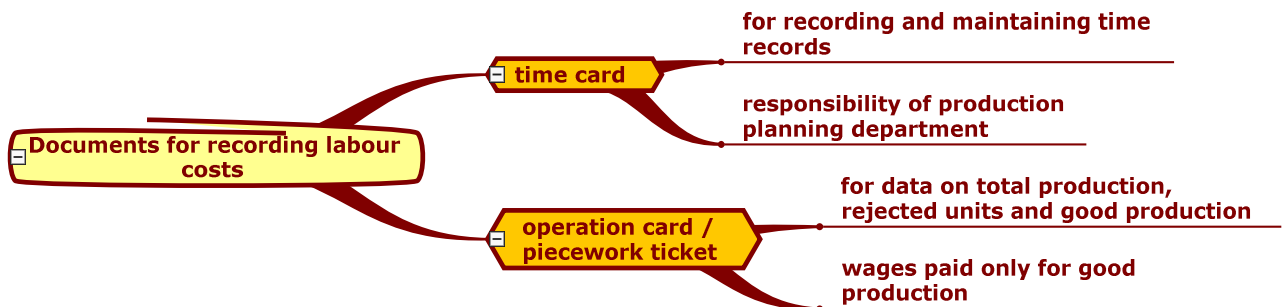 Documents for recording labour
costs
time card
for recording and maintaining time
records
responsibility of production
planning department
operation card /
piecework ticket
for data on total production,
rejected units and good production
wages paid only for good
production